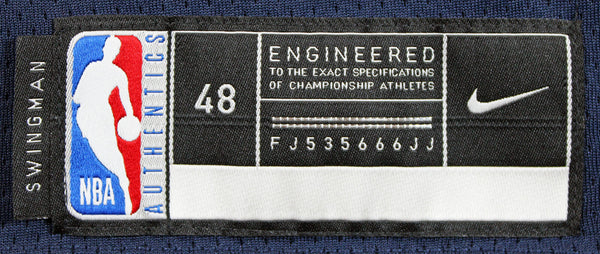 SWINGMAN
NBA
AUTHENTICS
48
ENGINEERED
TO THE EXACT SPECIFICATIONS
OF CHAMPIONSHIP ATHLETES
FJ535666JJ